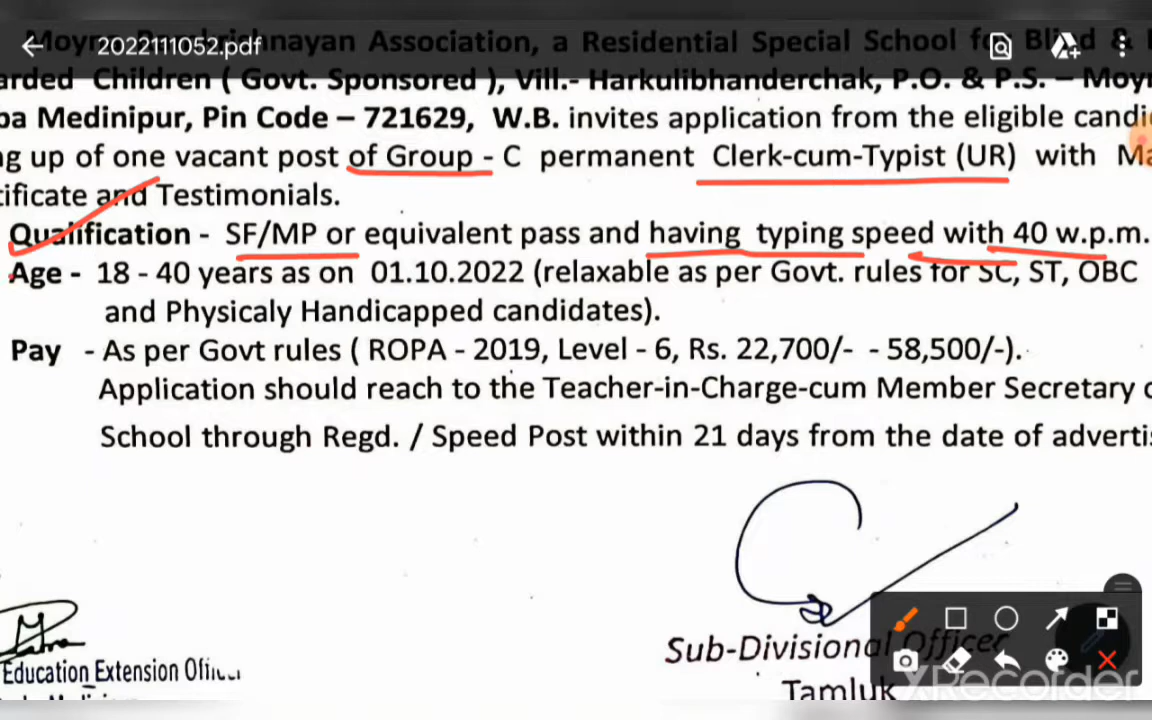 2022111052.pdf
Moyna nayan Association, a Residential Special School for Blind &
arded Children ( Govt. Sponsored ), Vill.- Harkulibhanderchak, P.O. & P.S. – Moyn
ba Medinipur, Pin Code – 721629, W.B. invites application from the eligible candi
ng up of one vacant post of Group - C permanent Clerk-cum-Typist (UR) with Ma
tificate and Testimonials.
Qualification - SF/MP or equivalent pass and having typing speed with 40 w.p.m.
Age - 18 - 40 years as on 01.10.2022 (relaxable as per Govt. rules for SC, ST, OBC
and Physicaly Handicapped candidates).
Pay - As per Govt rules ( ROPA - 2019, Level - 6, Rs. 22,700/- - 58,500/-).
Application should reach to the Teacher-in-Charge-cum Member Secretary
School through Regd. / Speed Post within 21 days from the date of adverti
Sub-Divisional Officer
Education Extension Officer
Tamluk
XRecorder